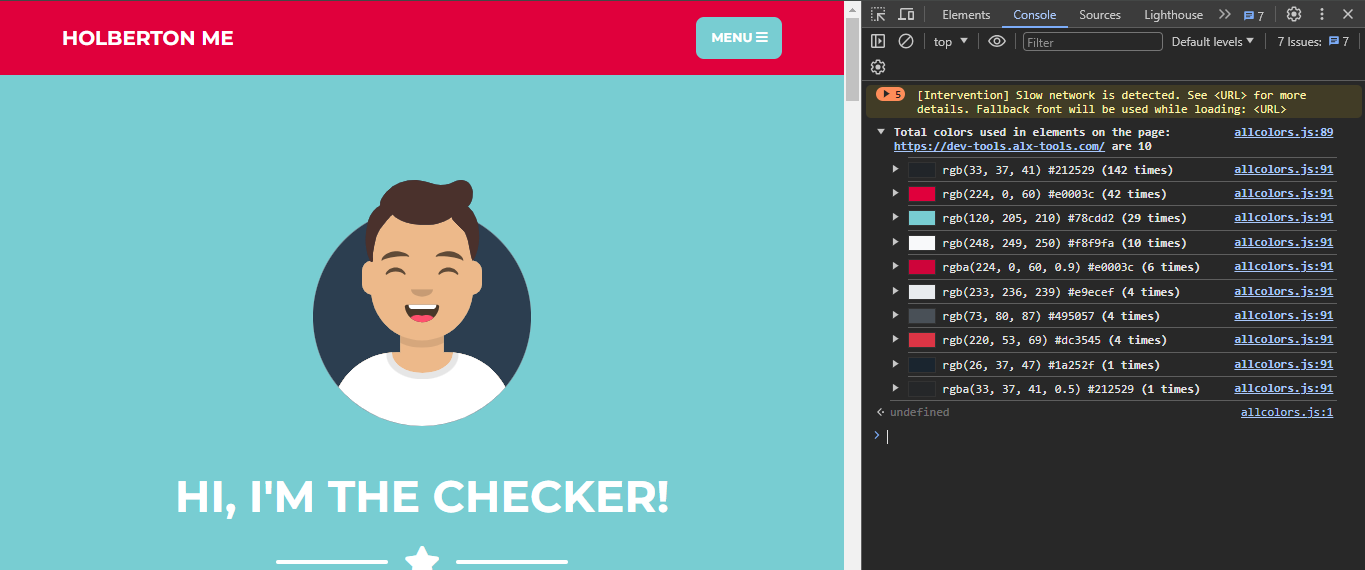 HOLBERTON ME
MENU
HI, I'M THE CHECKER!
Elements Console Sources Lighthouse 7
top Filter Default levels 7 Issues: 7
5 [Intervention] Slow network is detected. See <URL> for more
details. Fallback font will be used while loading: <URL>
Total colors used in elements on the page: allcolors.js:89
https://dev-tools.alx-tools.com/ are 10
rgb(33, 37, 41) #212529 (142 times) allcolors.js:91
rgb(224, 0, 60) #e0003c (42 times) allcolors.js:91
rgb(120, 205, 210) #78cdd2 (29 times) allcolors.js:91
rgb(248, 249, 250) #f8f9fa (10 times) allcolors.js:91
rgba(224, 0, 60, 0.9) #e0003c (6 times) allcolors.js:91
rgb(233, 236, 239) #e9ecef (4 times) allcolors.js:91
rgb(73, 80, 87) #495057 (4 times) allcolors.js:91
rgb(220, 53, 69) #dc3545 (4 times) allcolors.js:91
rgb(26, 37, 47) #1a252f (1 times) allcolors.js:91
rgba(33, 37, 41, 0.5) #212529 (1 times) allcolors.js:91
undefined allcolors.js:1